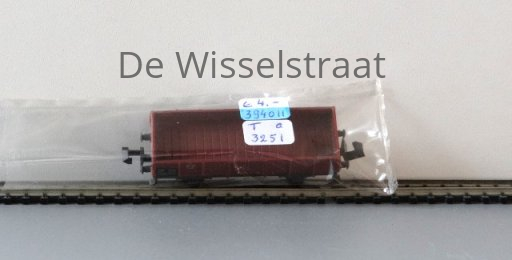 De Wisselstraat
€ 4.-
394011
T e
3251